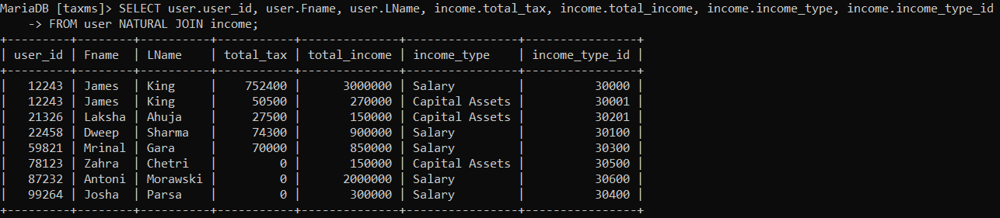 MariaDB [taxms]> SELECT user.user_id, user.Fname, user.LName, income.total_tax, income.total_income, income.income_type, income.income_type_id
    -> FROM user NATURAL JOIN income;
+---------+--------+----------+-----------+--------------+----------------+----------------+
| user_id | Fname  | LName    | total_tax | total_income | income_type    | income_type_id |
+---------+--------+----------+-----------+--------------+----------------+----------------+
|   12243 | James  | King     |    752400 |      3000000 | Salary         |          30000 |
|   12243 | James  | King     |     50500 |       270000 | Capital Assets |          30001 |
|   21326 | Laksha | Ahuja    |     27500 |       150000 | Capital Assets |          30201 |
|   22458 | Dweep  | Sharma   |     74300 |       900000 | Salary         |          30100 |
|   59821 | Mrinal | Gara     |     70000 |       850000 | Salary         |          30300 |
|   78123 | Zahra  | Chetri   |         0 |       150000 | Capital Assets |          30500 |
|   87232 | Antoni | Morawski |         0 |      2000000 | Salary         |          30600 |
|   99264 | Josha  | Parsa    |         0 |       300000 | Salary         |          30400 |
+---------+--------+----------+-----------+--------------+----------------+----------------+